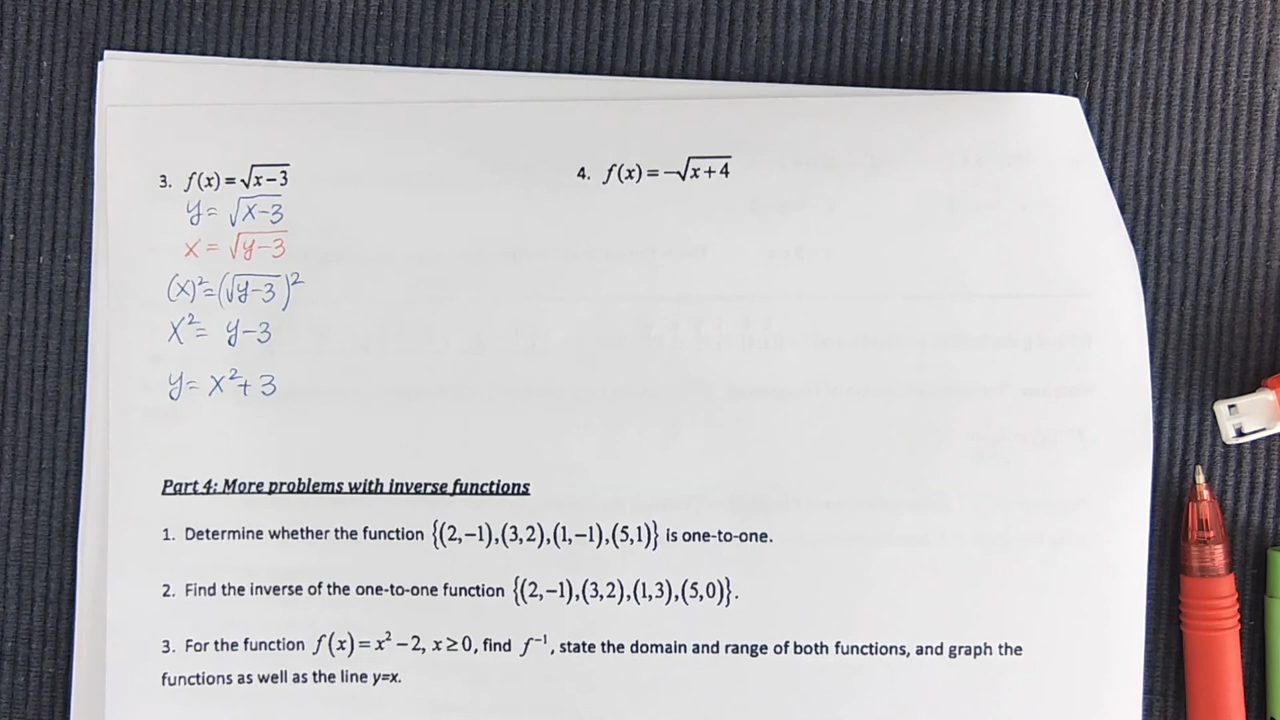 3. f(x)=√(x−3)
y= √(x−3)
x = √(y−3)
(x)²=(√(y−3))²
x²= y−3
y= x²+3
4. f(x)=−√(x+4)
Part 4: More problems with inverse functions
1. Determine whether the function {(2,−1),(3,2),(1,−1),(5,1)} is one-to-one.
2. Find the inverse of the one-to-one function {(2,−1),(3,2),(1,3),(5,0)}.
3. For the function f(x)=x²−2, x≥0, find f⁻¹, state the domain and range of both functions, and graph the
functions as well as the line y=x.